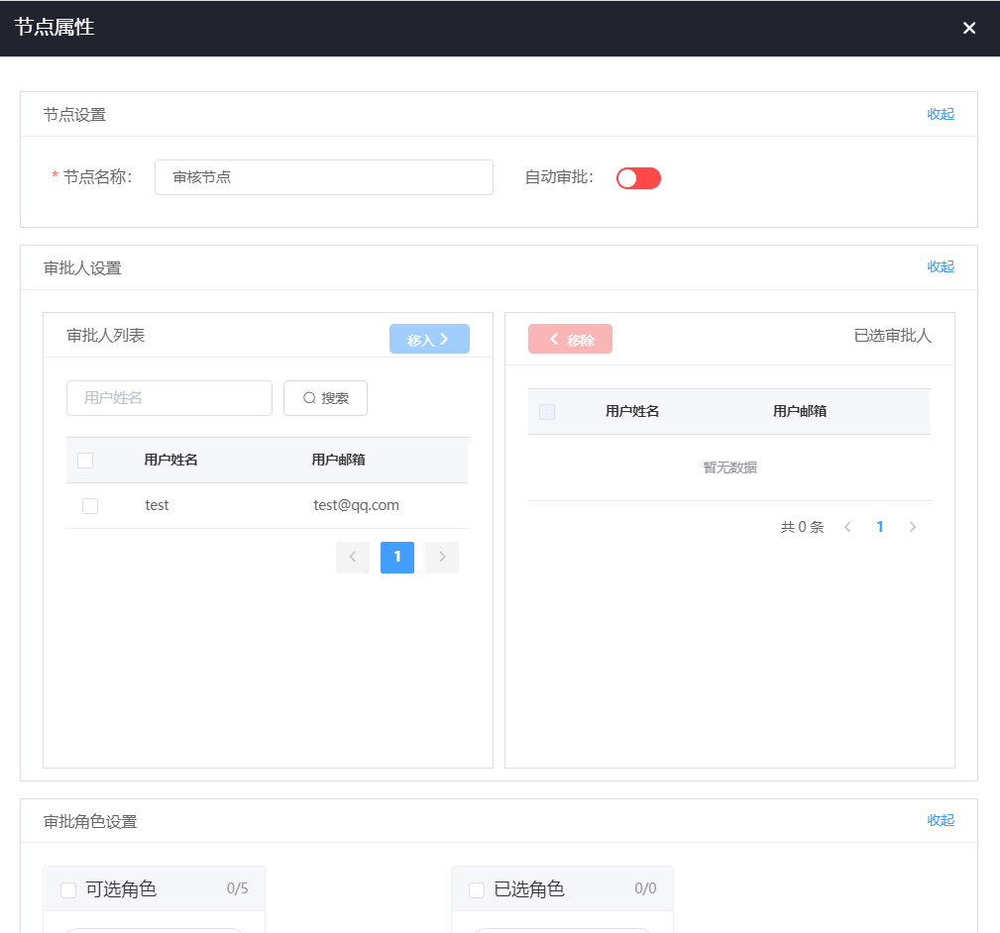 节点属性
节点设置 收起
* 节点名称: 审核节点 自动审批:
审批人设置 收起
审批人列表 移入
移除 已选审批人
用户姓名 搜索
用户姓名 用户邮箱
test test@qq.com
1
用户姓名 用户邮箱
暂无数据
共 0 条 1
审批角色设置 收起
可选角色 0/5
已选角色 0/0